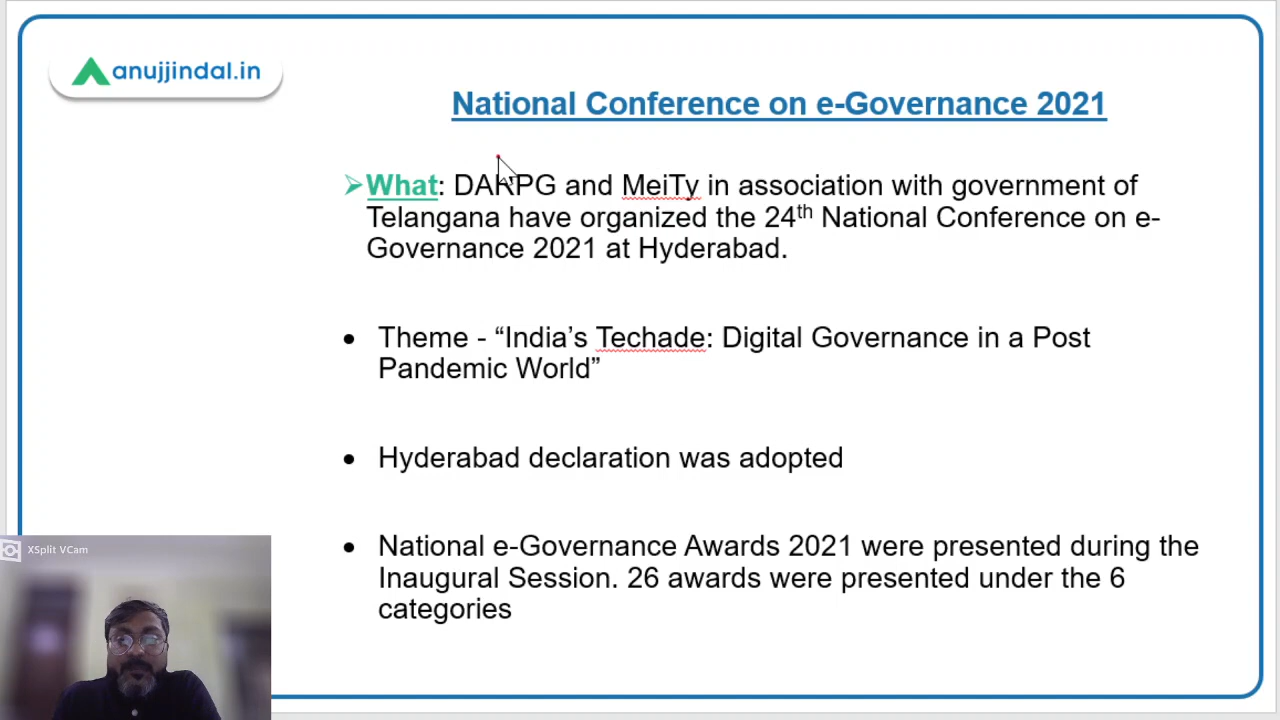 anujjindal.in
National Conference on e-Governance 2021
➢What: DARPG and MeiTy in association with government of
Telangana have organized the 24th National Conference on e-
Governance 2021 at Hyderabad.
• Theme - “India’s Techade: Digital Governance in a Post
Pandemic World”
• Hyderabad declaration was adopted
• National e-Governance Awards 2021 were presented during the
Inaugural Session. 26 awards were presented under the 6
categories
XSplit VCam